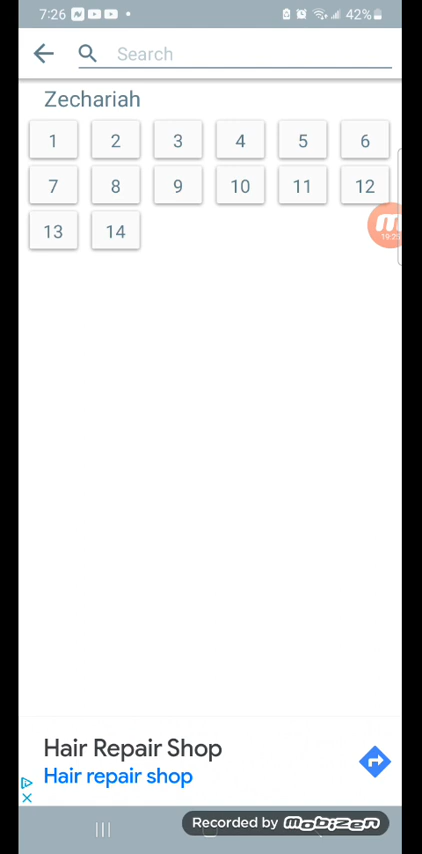 7:26 42%
Search
Zechariah
1 2 3 4 5 6
7 8 9 10 11 12
13 14
Hair Repair Shop
Hair repair shop
Recorded by mobizen